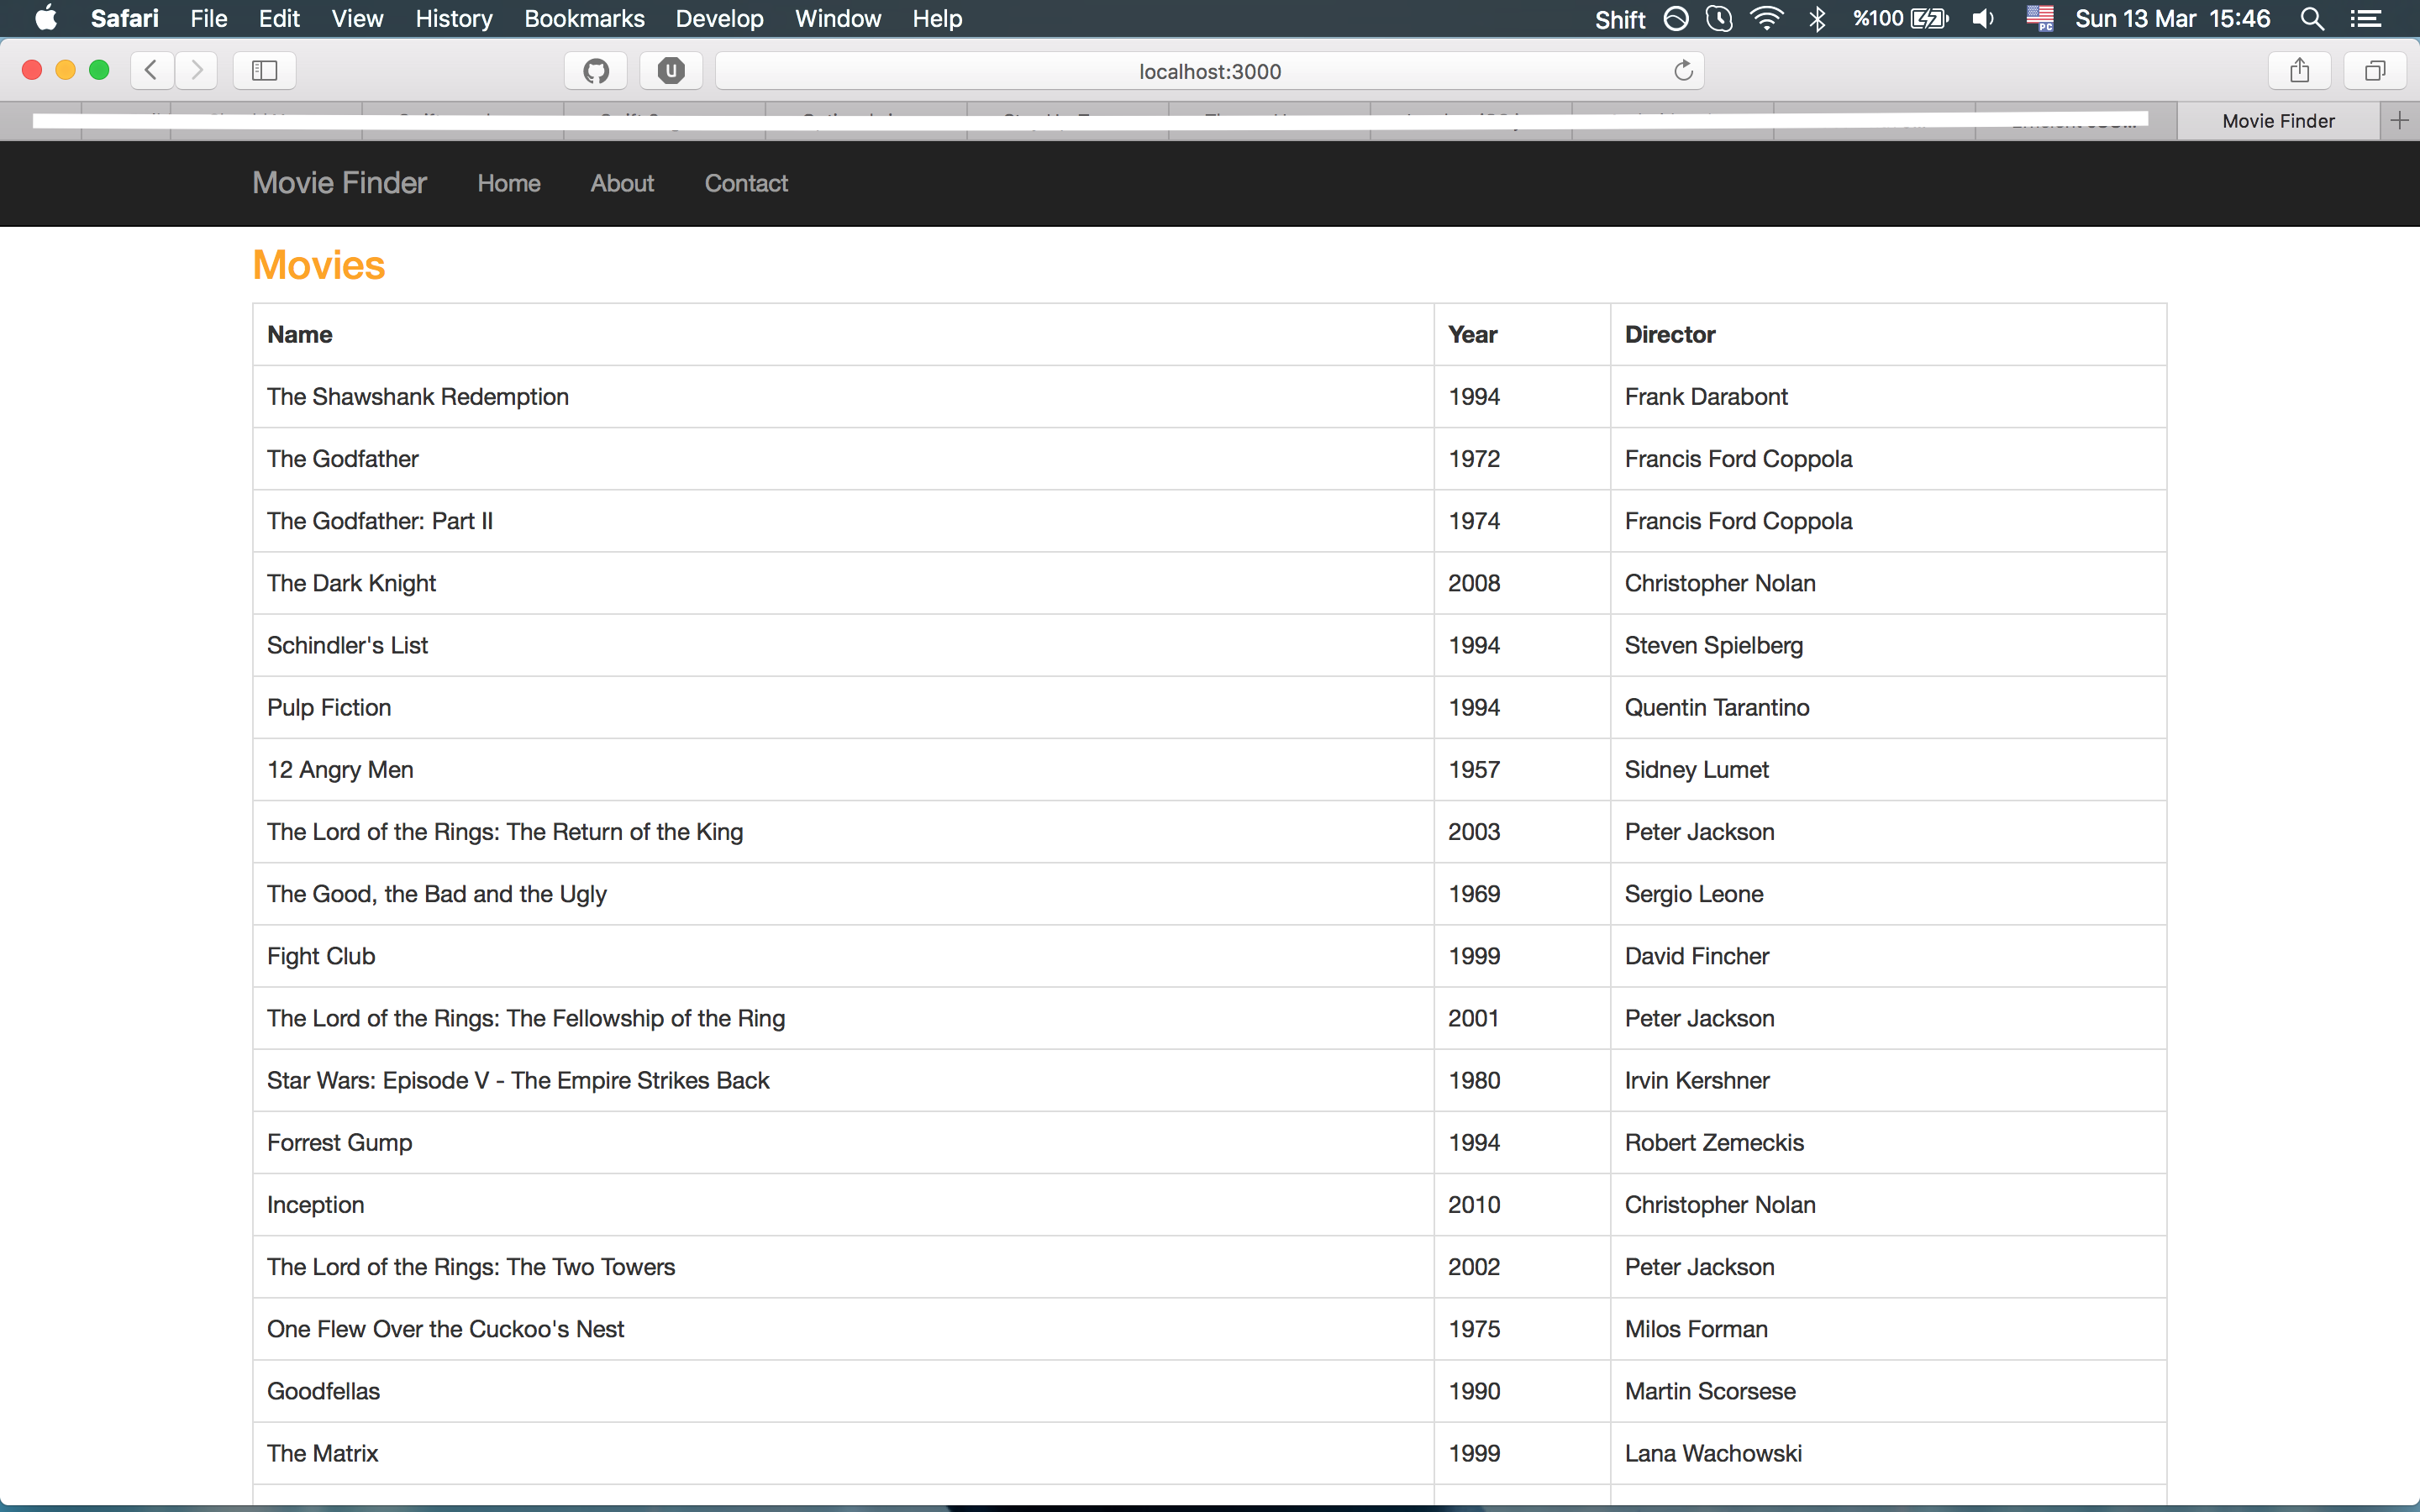 Safari File Edit View History Bookmarks Develop Window Help Shift %100 Sun 13 Mar 15:46
U localhost:3000
Movie Finder
Movie Finder Home About Contact
Movies
Name Year Director
The Shawshank Redemption 1994 Frank Darabont
The Godfather 1972 Francis Ford Coppola
The Godfather: Part II 1974 Francis Ford Coppola
The Dark Knight 2008 Christopher Nolan
Schindler's List 1994 Steven Spielberg
Pulp Fiction 1994 Quentin Tarantino
12 Angry Men 1957 Sidney Lumet
The Lord of the Rings: The Return of the King 2003 Peter Jackson
The Good, the Bad and the Ugly 1969 Sergio Leone
Fight Club 1999 David Fincher
The Lord of the Rings: The Fellowship of the Ring 2001 Peter Jackson
Star Wars: Episode V - The Empire Strikes Back 1980 Irvin Kershner
Forrest Gump 1994 Robert Zemeckis
Inception 2010 Christopher Nolan
The Lord of the Rings: The Two Towers 2002 Peter Jackson
One Flew Over the Cuckoo's Nest 1975 Milos Forman
Goodfellas 1990 Martin Scorsese
The Matrix 1999 Lana Wachowski